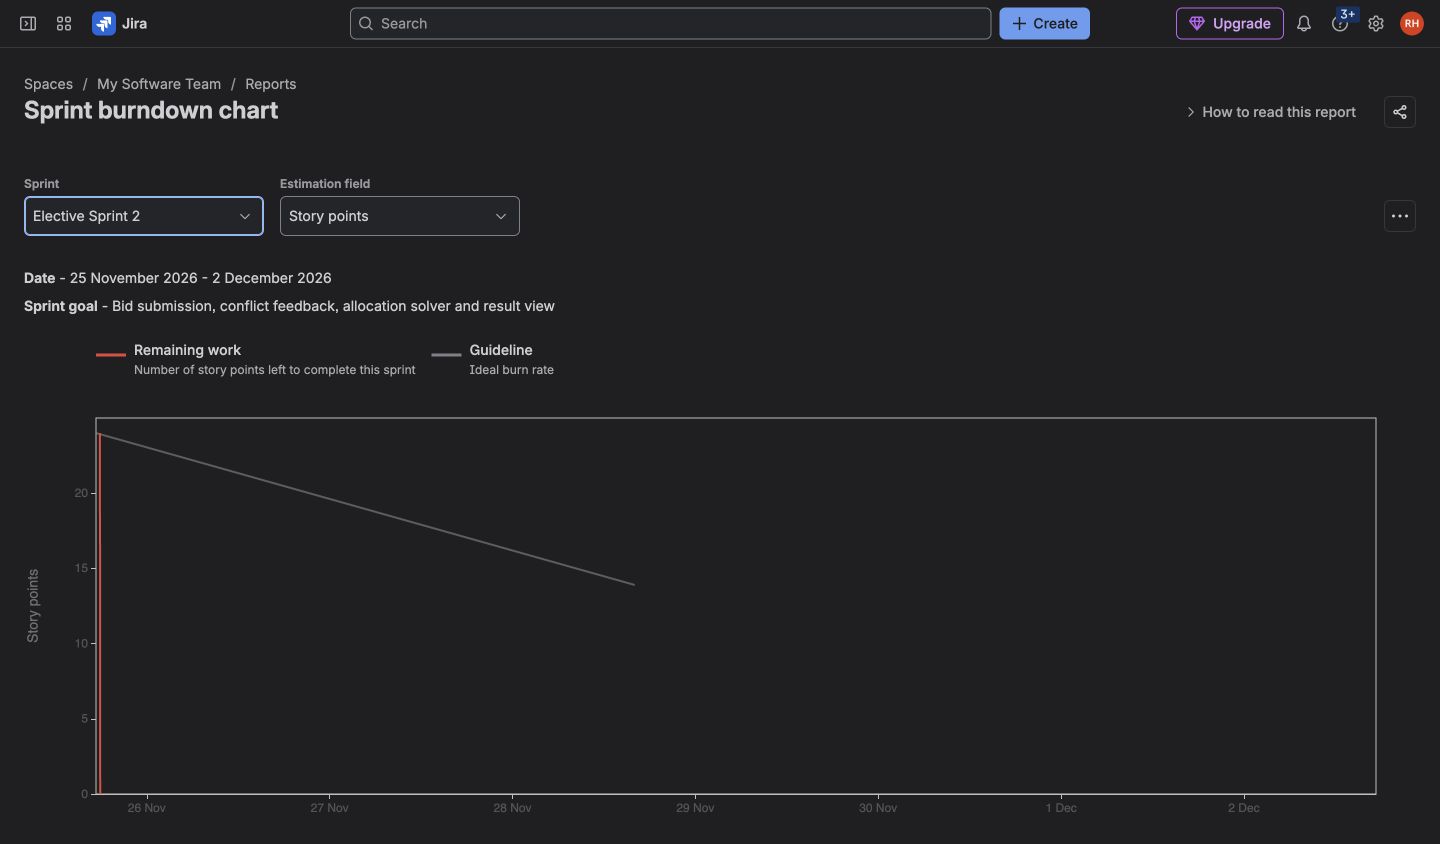 Jira
Search
Create
Upgrade
3+
RH
Spaces / My Software Team / Reports
Sprint burndown chart
How to read this report
Sprint
Estimation field
Elective Sprint 2
Story points
Date - 25 November 2026 - 2 December 2026
Sprint goal - Bid submission, conflict feedback, allocation solver and result view
Remaining work
Number of story points left to complete this sprint
Guideline
Ideal burn rate
Story points
20
15
10
5
0
26 Nov
27 Nov
28 Nov
29 Nov
30 Nov
1 Dec
2 Dec